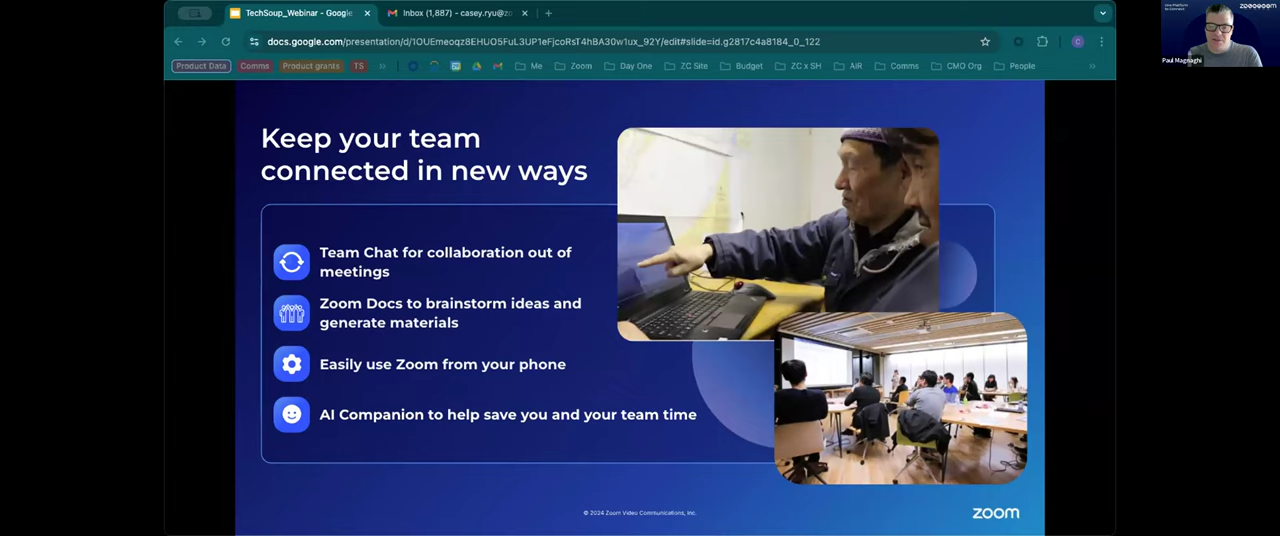 TechSoup_Webinar - Google
Inbox (1,887) - casey.ryu@zo
docs.google.com/presentation/d/1OUEmeoqz8EHUO5FuL3UP1eFjcoRsT4hBA30w1ux_92Y/edit#slide=id.g2817c4a8184_0_122
C
Product Data
Comms
Product grants
TS
Me
Zoom
Day One
ZC Site
Budget
ZC x SH
AIR
Comms
CMO Org
People
Paul Magnaghi
Keep your team
connected in new ways
Team Chat for collaboration out of
meetings
Zoom Docs to brainstorm ideas and
generate materials
Easily use Zoom from your phone
AI Companion to help save you and your team time
© 2024 Zoom Video Communications, Inc.
zoom